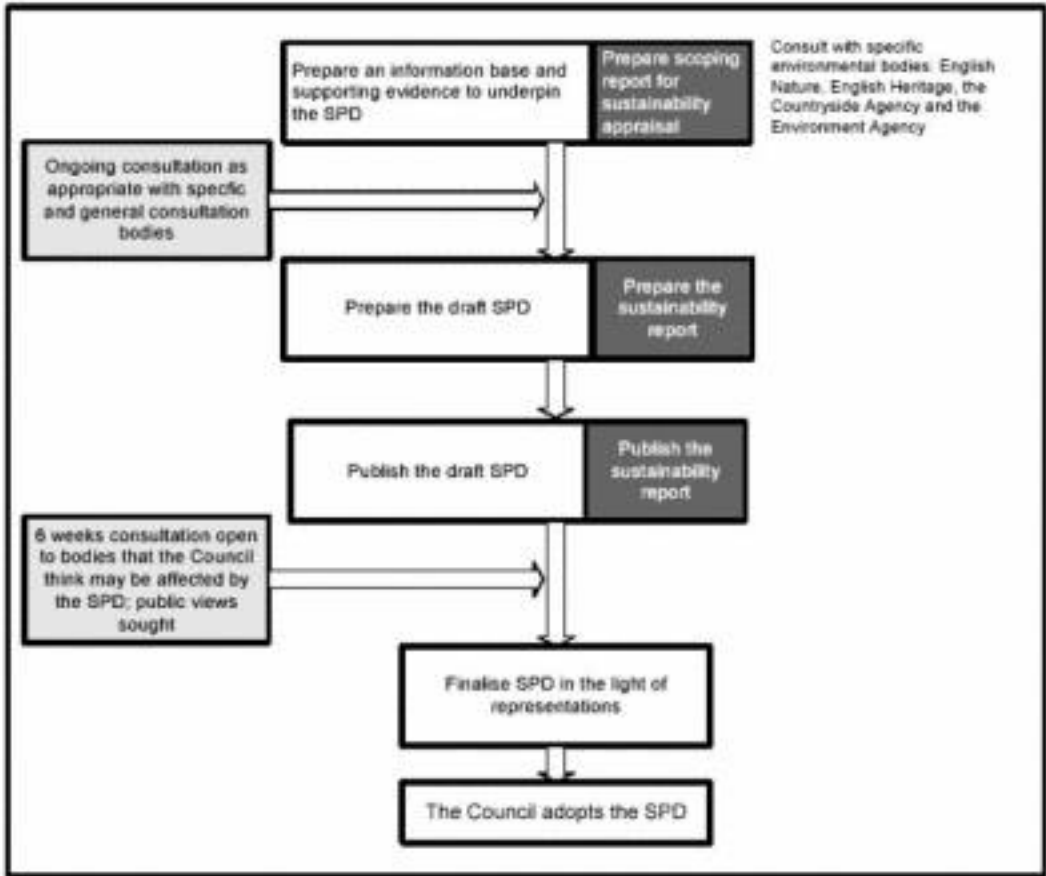 Prepare an information base and
supporting evidence to underpin
the SPD
Prepare scoping
report for
sustainability
appraisal
Consult with specific
environmental bodies: English
Nature, English Heritage, the
Countryside Agency and the
Environment Agency
Ongoing consultation as
appropriate with specfic
and general consultation
bodies
Prepare the draft SPD
Prepare the
sustainability
report
Publish the draft SPD
Publish the
sustainability
report
6 weeks consultation open
to bodies that the Council
think may be affected by
the SPD; public views
sought
Finalise SPD in the light of
representations
The Council adopts the SPD